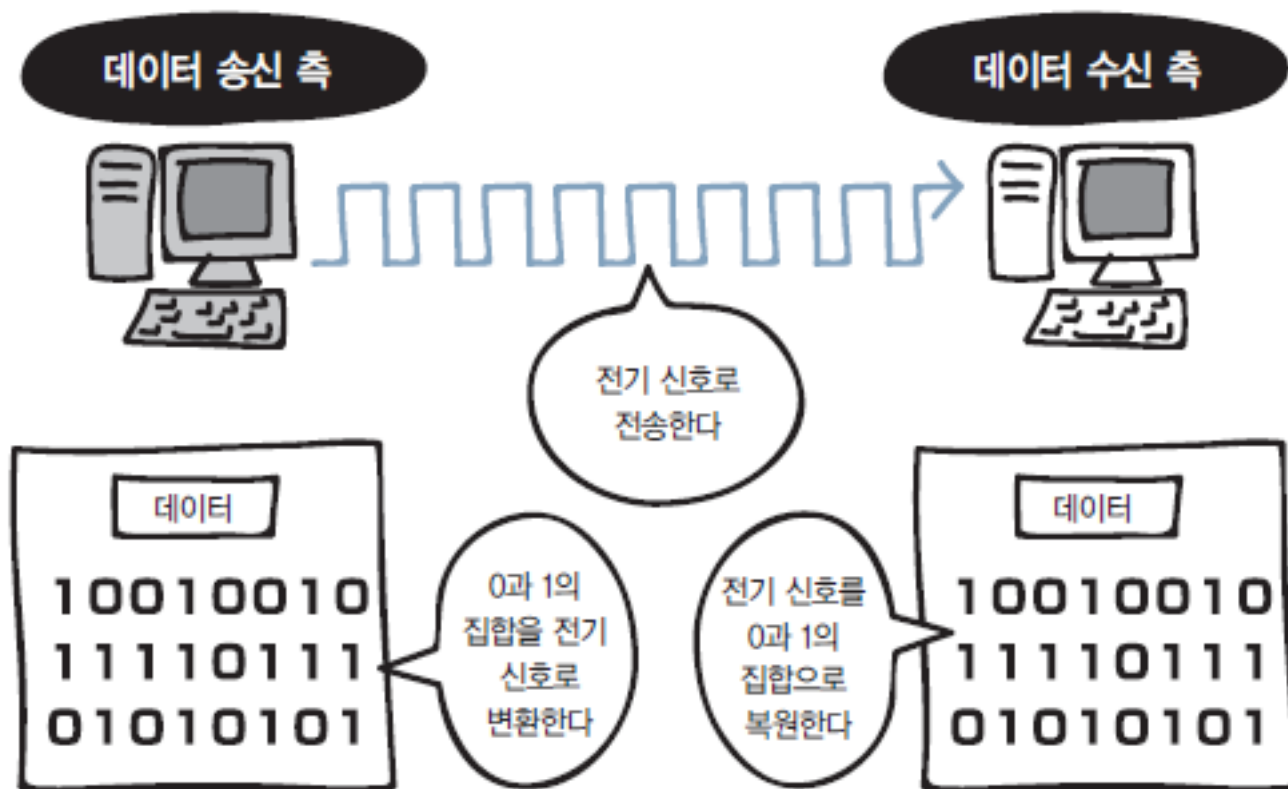 데이터 송신 측
데이터 수신 측
전기 신호로
전송한다
데이터
10010010
11110111
01010101
0과 1의
집합을 전기
신호로
변환한다
전기 신호를
0과 1의
집합으로
복원한다
데이터
10010010
11110111
01010101